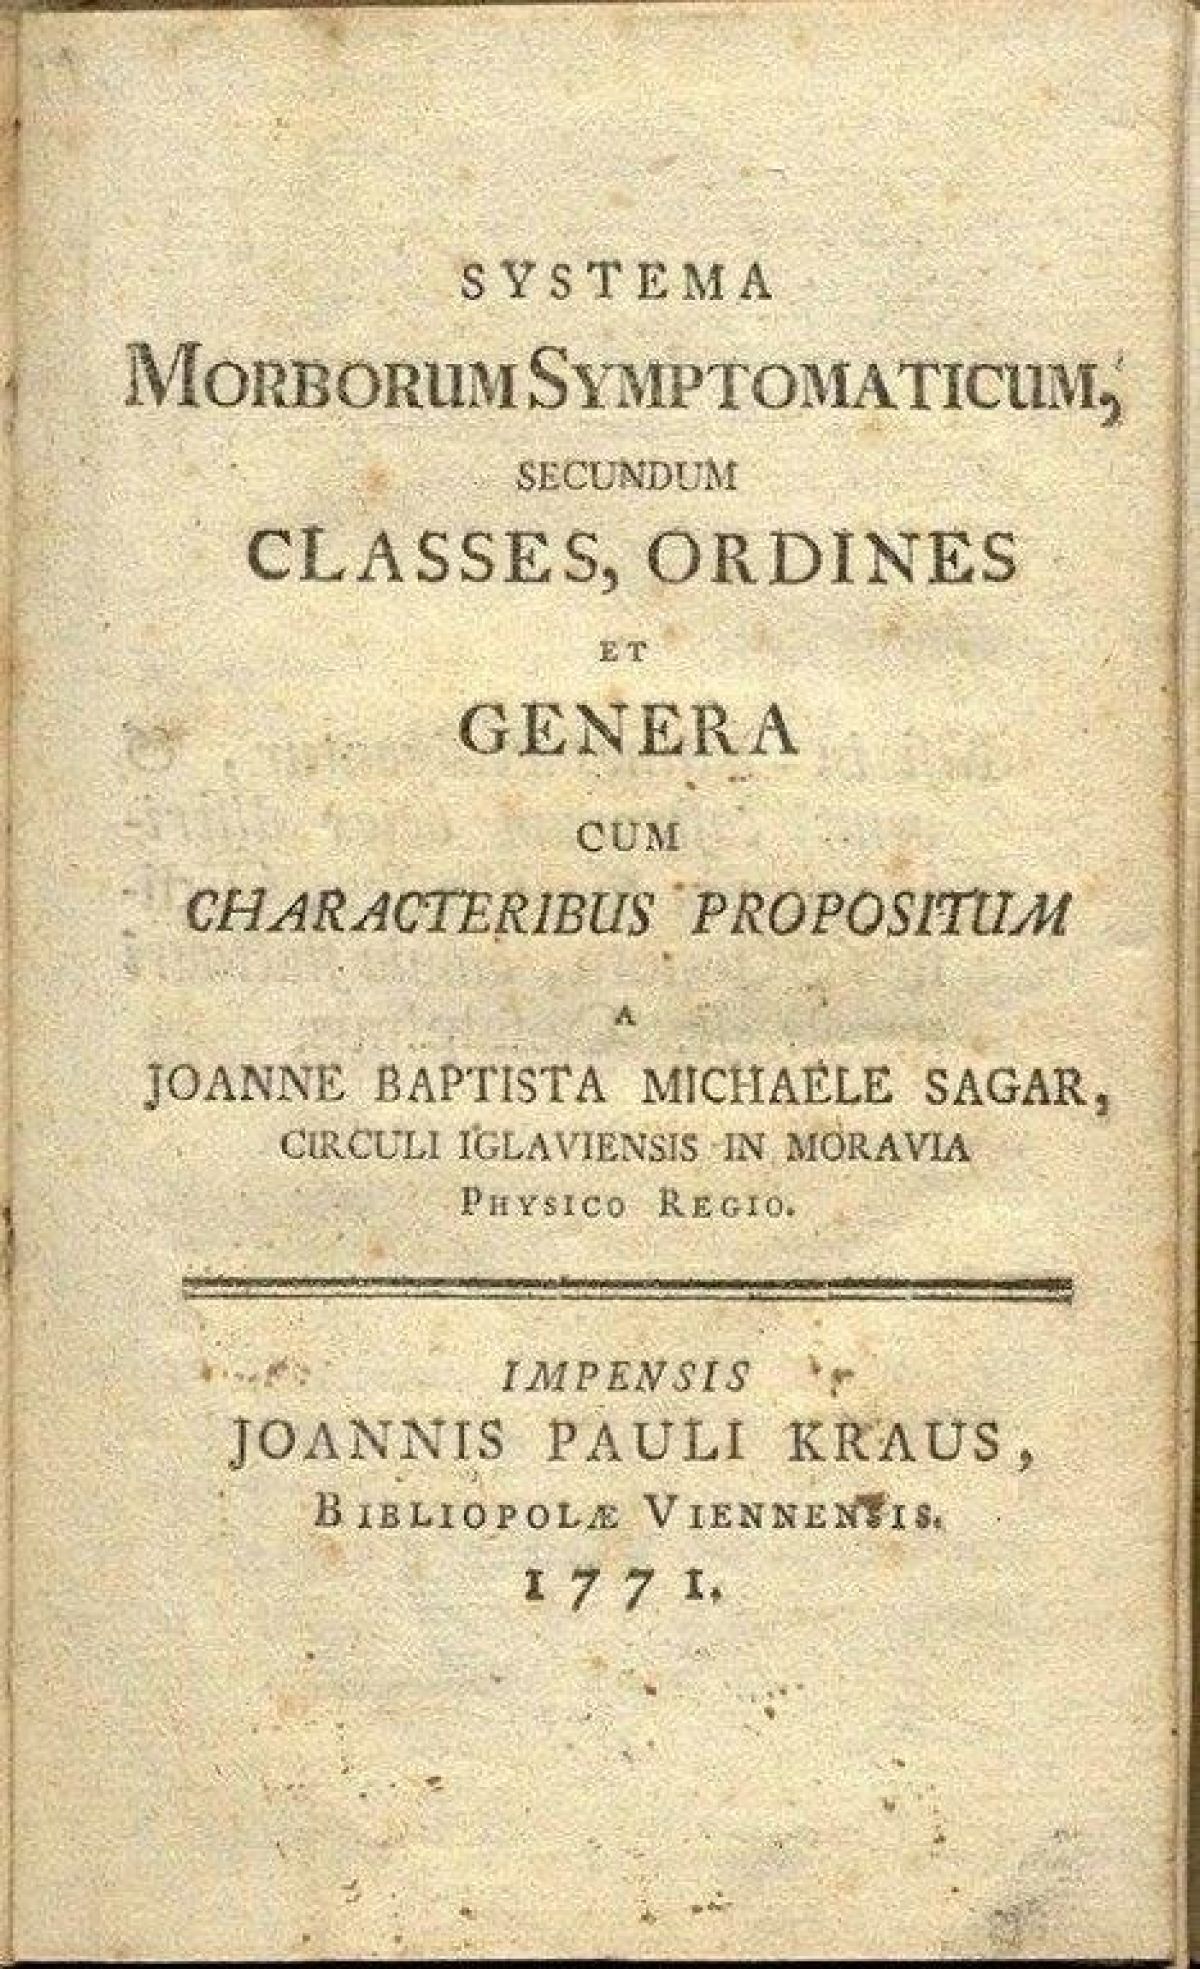 SYSTEMA
MORBORUM SYMPTOMATICUM,
SECUNDUM
CLASSES, ORDINES
ET
GENERA
CUM
CHARACTERIBUS PROPOSITUM
A
JOANNE BAPTISTA MICHAELE SAGAR,
CIRCULI IGLAVIENSIS IN MORAVIA
PHYSICO REGIO.
IMPENSIS
JOANNIS PAULI KRAUS,
BIBLIOPOLÆ VIENNENSIS.
1771.